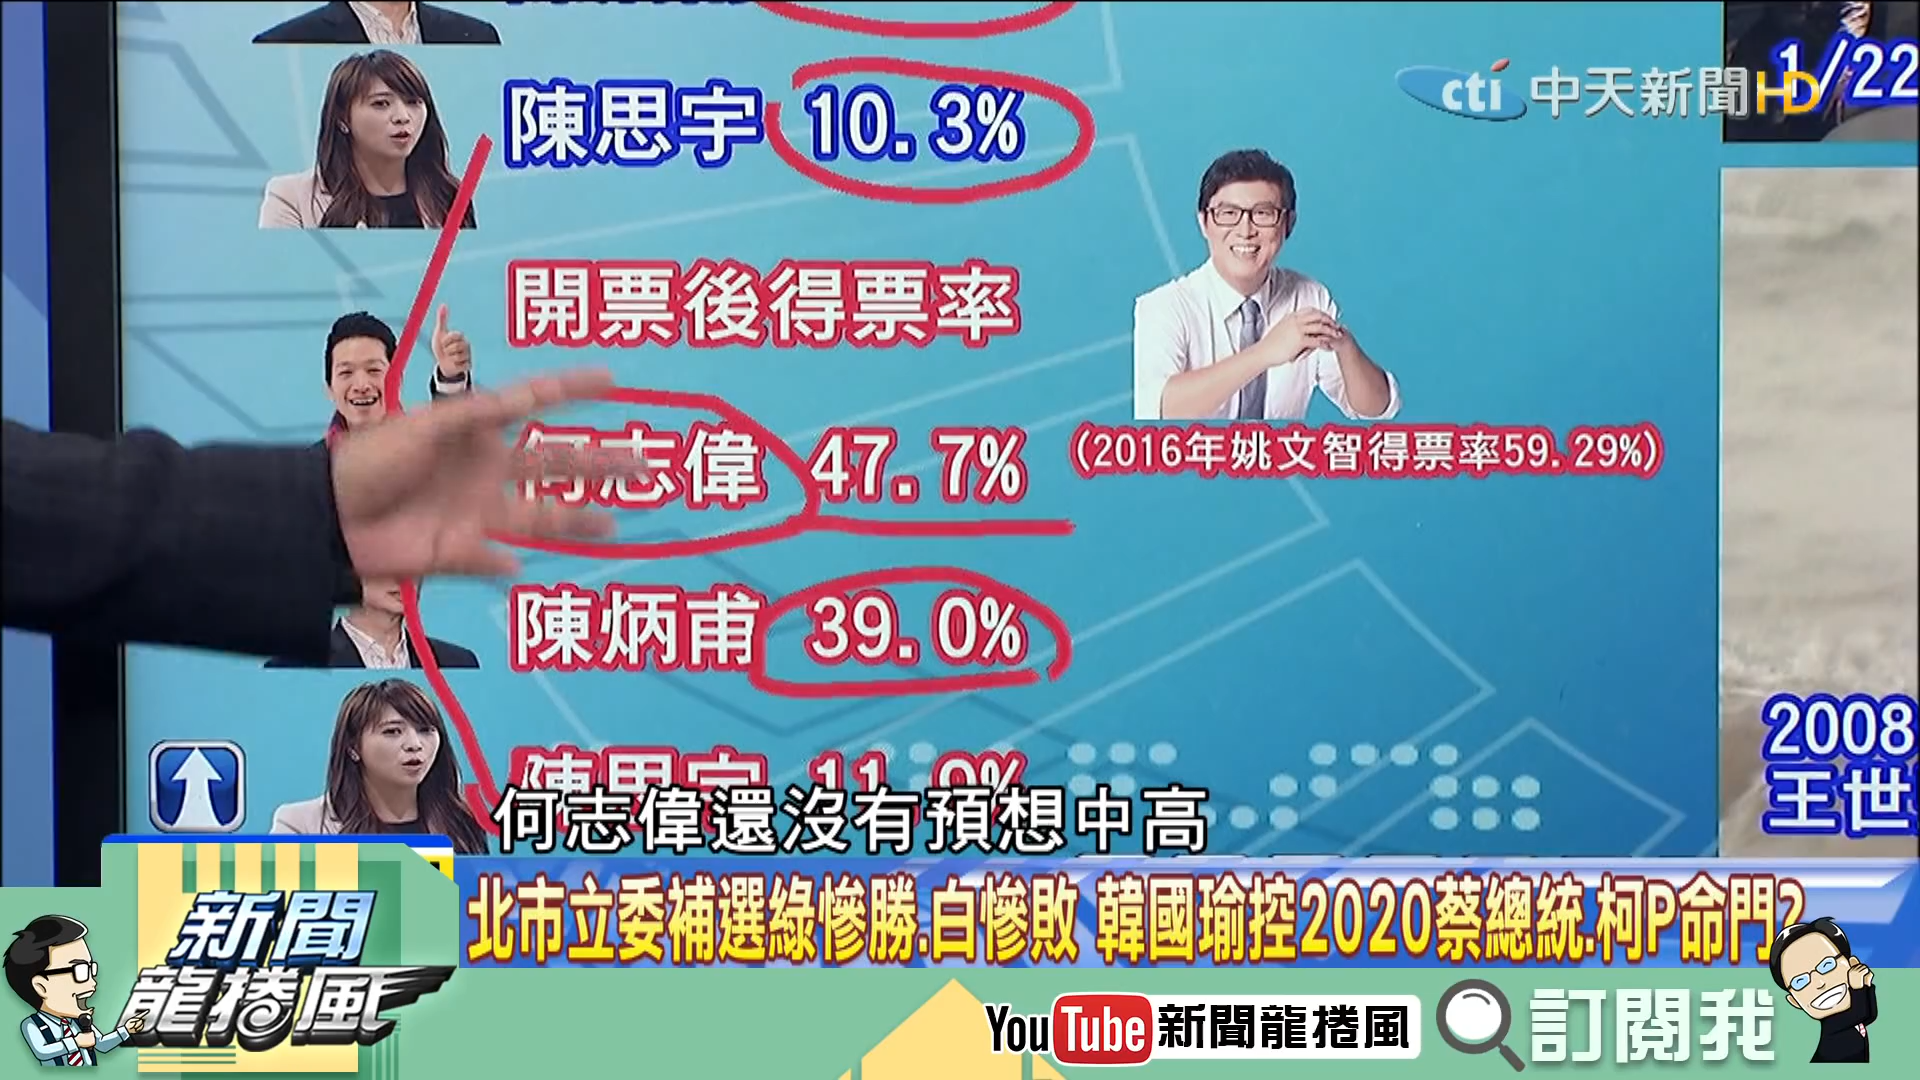 陳思宇 10.3%
cti 中天新聞HD
1/22
開票後得票率
何志偉 47.7%
(2016年姚文智得票率59.29%)
陳炳甫 39.0%
2008
王世
陳思宇
何志偉還沒有預想中高
北市立委補選綠慘勝.白慘敗 韓國瑜控2020蔡總統.柯P命門?
新聞
龍捲風
YouTube 新聞龍捲風
訂閱我